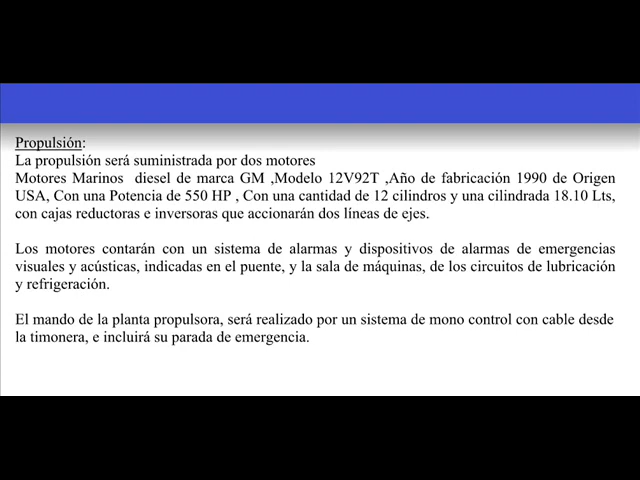 Propulsión:
La propulsión será suministrada por dos motores
Motores Marinos  diesel de marca GM ,Modelo 12V92T ,Año de fabricación 1990 de Origen
USA, Con una Potencia de 550 HP , Con una cantidad de 12 cilindros y una cilindrada 18.10 Lts,
con cajas reductoras e inversoras que accionarán dos líneas de ejes.
Los motores contarán con un sistema de alarmas y dispositivos de alarmas de emergencias
visuales y acústicas, indicadas en el puente, y la sala de máquinas, de los circuitos de lubricación
y refrigeración.
El mando de la planta propulsora, será realizado por un sistema de mono control con cable desde
la timonera, e incluirá su parada de emergencia.